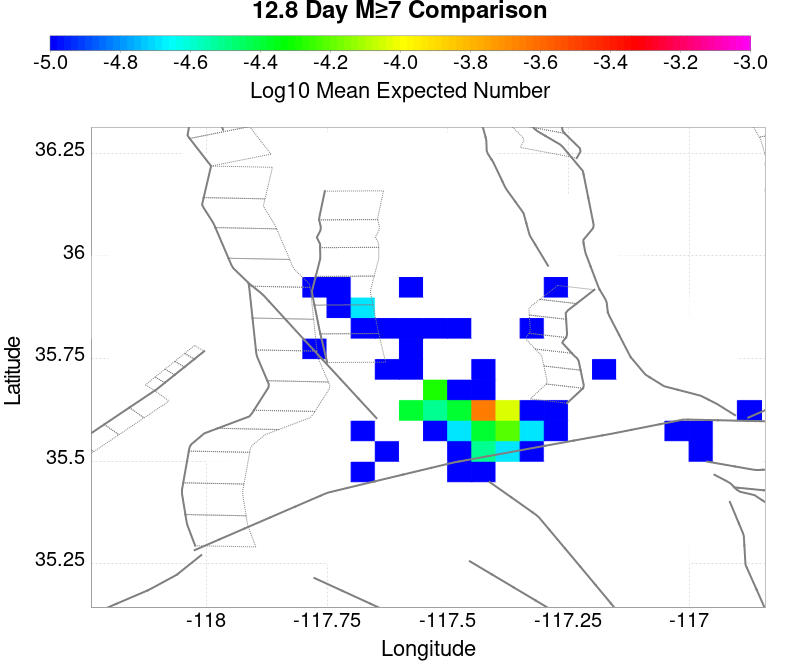 12.8 Day M≥7 Comparison
-5.0 -4.8 -4.6 -4.4 -4.2 -4.0 -3.8 -3.6 -3.4 -3.2 -3.0
Log10 Mean Expected Number
36.25
36
35.75
35.5
35.25
Latitude
-118 -117.75 -117.5 -117.25 -117
Longitude